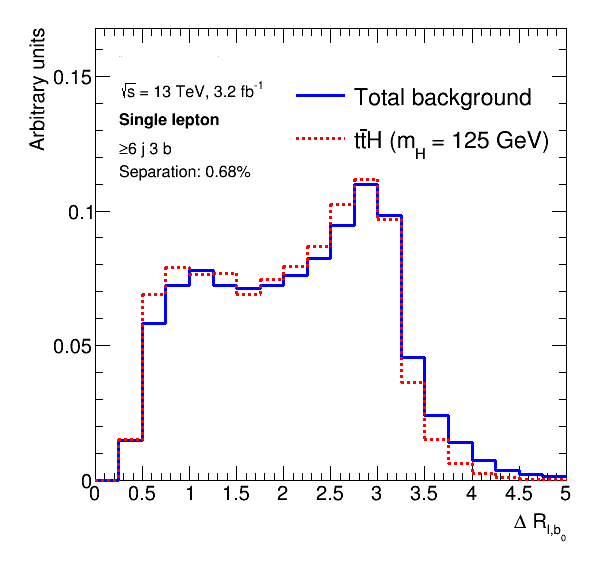 Arbitrary units
0.15
0.1
0.05
0
√s = 13 TeV, 3.2 fb⁻¹
Single lepton
≥6 j 3 b
Separation: 0.68%
Total background
tt̄H (m_H = 125 GeV)
0 0.5 1 1.5 2 2.5 3 3.5 4 4.5 5
Δ R_l,b₀